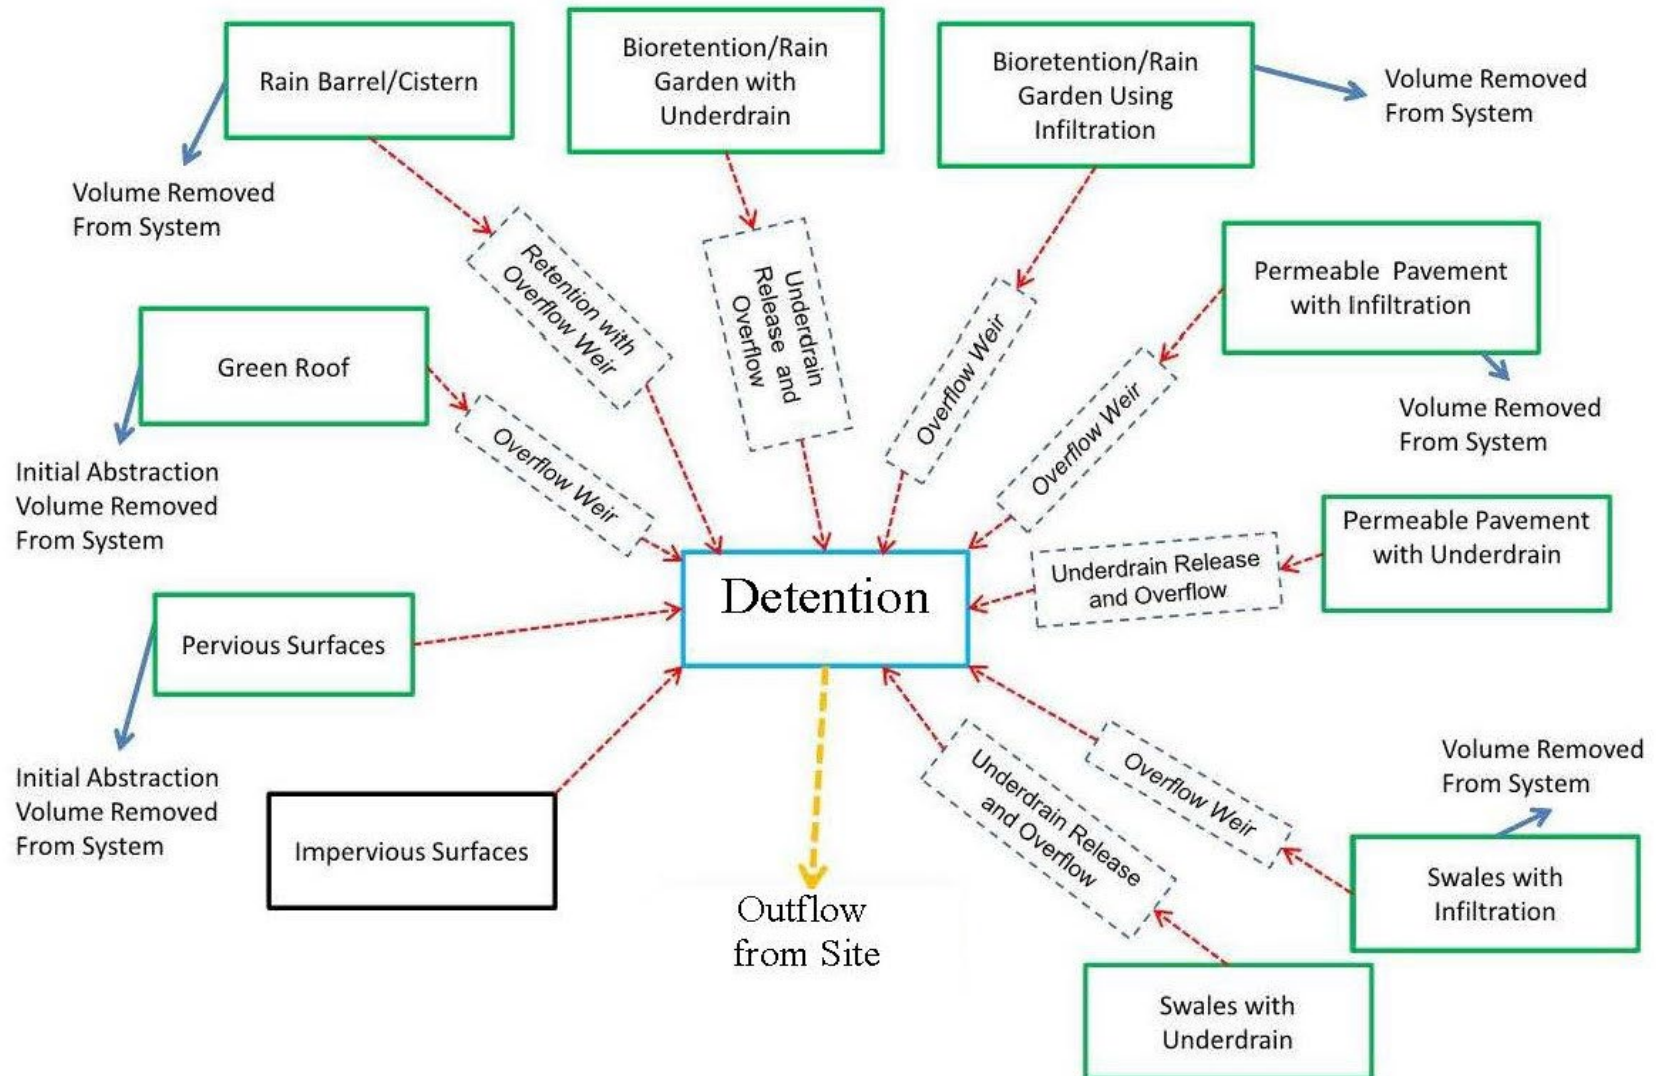 Rain Barrel/Cistern
Bioretention/Rain
Garden with
Underdrain
Bioretention/Rain
Garden Using
Infiltration
Volume Removed
From System
Volume Removed
From System
Retention with
Overflow Weir
Underdrain
Release and
Overflow
Overflow Weir
Permeable Pavement
with Infiltration
Overflow Weir
Volume Removed
From System
Green Roof
Overflow Weir
Initial Abstraction
Volume Removed
From System
Permeable Pavement
with Underdrain
Underdrain Release
and Overflow
Detention
Pervious Surfaces
Initial Abstraction
Volume Removed
From System
Impervious Surfaces
Outflow
from Site
Underdrain Release
and Overflow
Overflow Weir
Volume Removed
From System
Swales with
Infiltration
Swales with
Underdrain